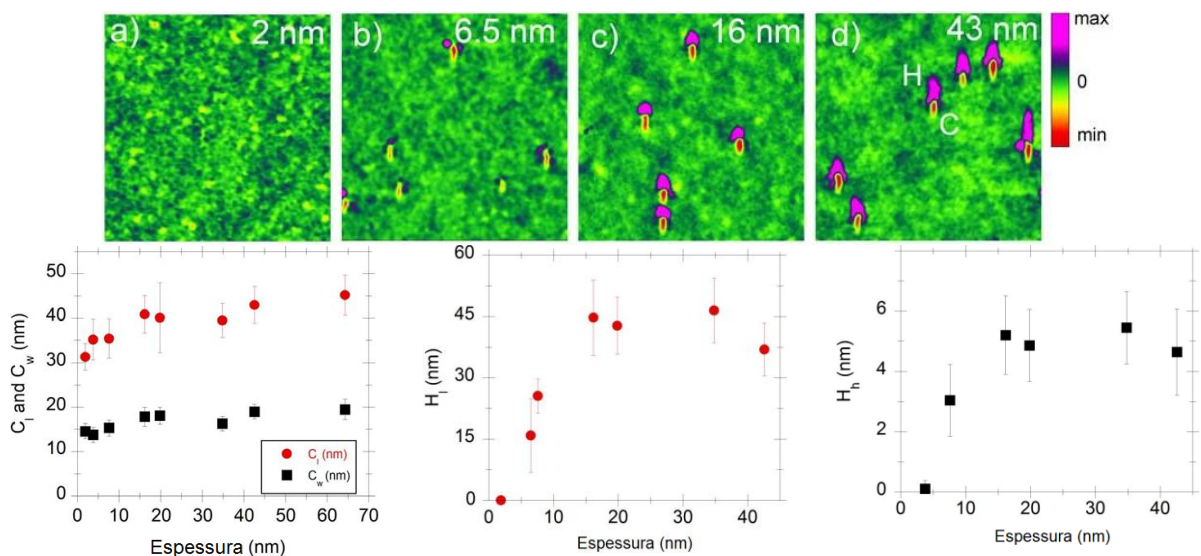 a) 2 nm
b) 6.5 nm
c) 16 nm
d) 43 nm
H
C
max
0
min
50
40
30
20
10
0
C_l and C_w (nm)
0 10 20 30 40 50 60 70
Espessura (nm)
C_l (nm)
C_w (nm)
60
45
30
15
0
H_l (nm)
0 10 20 30 40
Espessura (nm)
6
4
2
0
H_h (nm)
0 10 20 30 40
Espessura (nm)